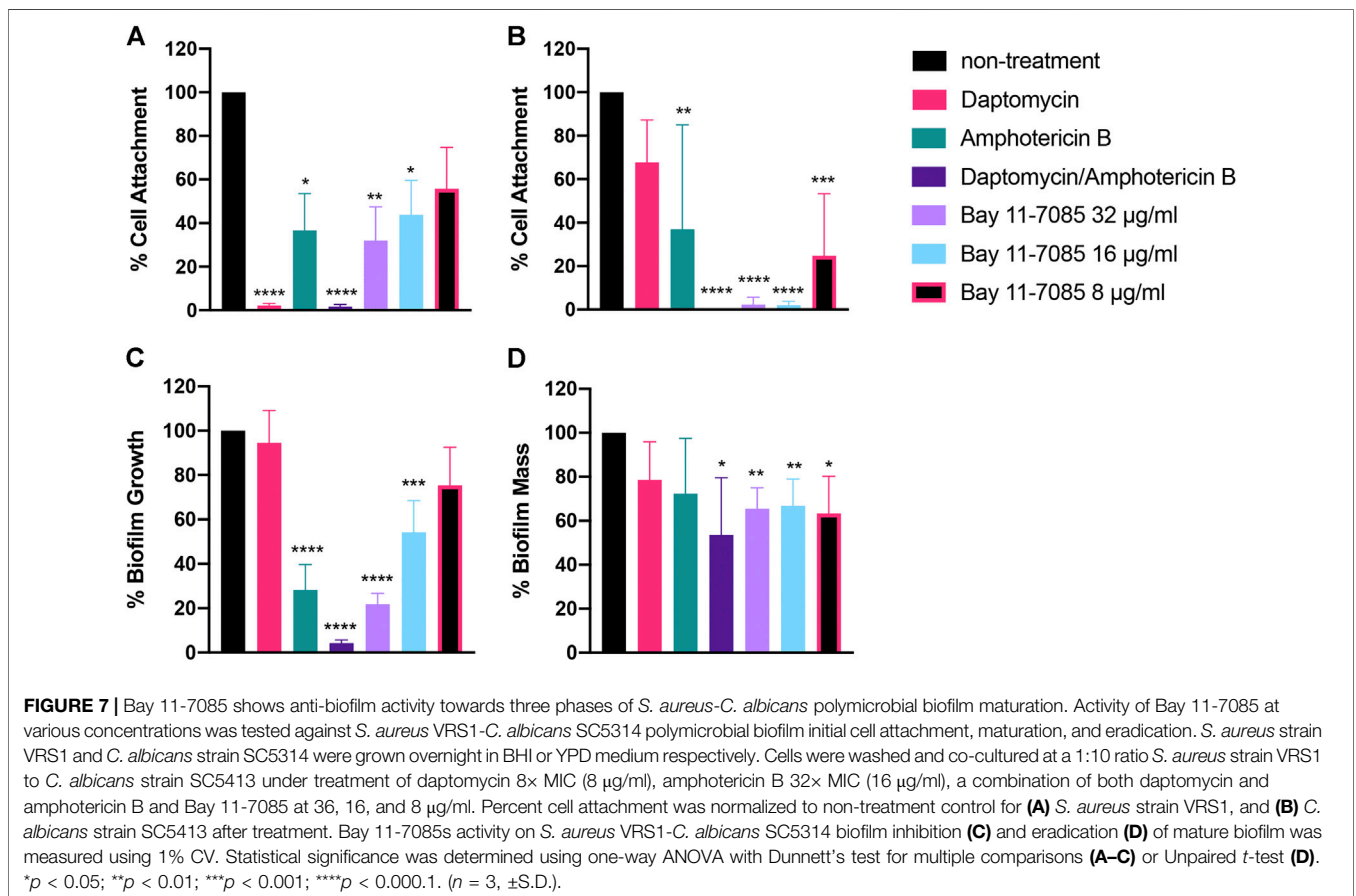 A
120
100
80
60
40
20
0
% Cell Attachment
****
*
****
**
*
B
120
100
80
60
40
20
0
% Cell Attachment
**
****
****
****
***
non-treatment
Daptomycin
Amphotericin B
Daptomycin/Amphotericin B
Bay 11-7085 32 µg/ml
Bay 11-7085 16 µg/ml
Bay 11-7085 8 µg/ml
C
120
100
80
60
40
20
0
% Biofilm Growth
****
****
****
***
D
120
100
80
60
40
20
0
% Biofilm Mass
*
**
**
*
FIGURE 7 | Bay 11-7085 shows anti-biofilm activity towards three phases of S. aureus-C. albicans polymicrobial biofilm maturation. Activity of Bay 11-7085 at
various concentrations was tested against S. aureus VRS1-C. albicans SC5314 polymicrobial biofilm initial cell attachment, maturation, and eradication. S. aureus strain
VRS1 and C. albicans strain SC5314 were grown overnight in BHI or YPD medium respectively. Cells were washed and co-cultured at a 1:10 ratio S. aureus strain VRS1
to C. albicans strain SC5413 under treatment of daptomycin 8× MIC (8 µg/ml), amphotericin B 32× MIC (16 µg/ml), a combination of both daptomycin and
amphotericin B and Bay 11-7085 at 36, 16, and 8 µg/ml. Percent cell attachment was normalized to non-treatment control for (A) S. aureus strain VRS1, and (B) C.
albicans strain SC5413 after treatment. Bay 11-7085s activity on S. aureus VRS1-C. albicans SC5314 biofilm inhibition (C) and eradication (D) of mature biofilm was
measured using 1% CV. Statistical significance was determined using one-way ANOVA with Dunnett's test for multiple comparisons (A–C) or Unpaired t-test (D).
*p < 0.05; **p < 0.01; ***p < 0.001; ****p < 0.000.1. (n = 3, ±S.D.).